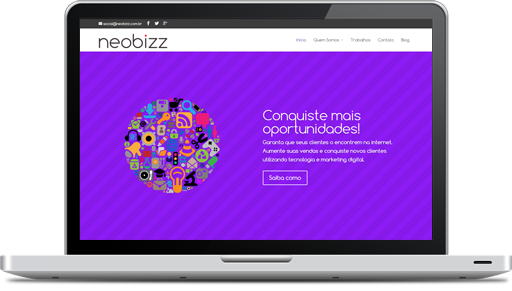 social@neobizz.com.br
neobizz
Início Quem Somos Trabalhos Contato Blog
Conquiste mais
oportunidades!
Garanta que seus clientes o encontrem na internet.
Aumente suas vendas e conquiste novos clientes
utilizando tecnologia e marketing digital.
Saiba como